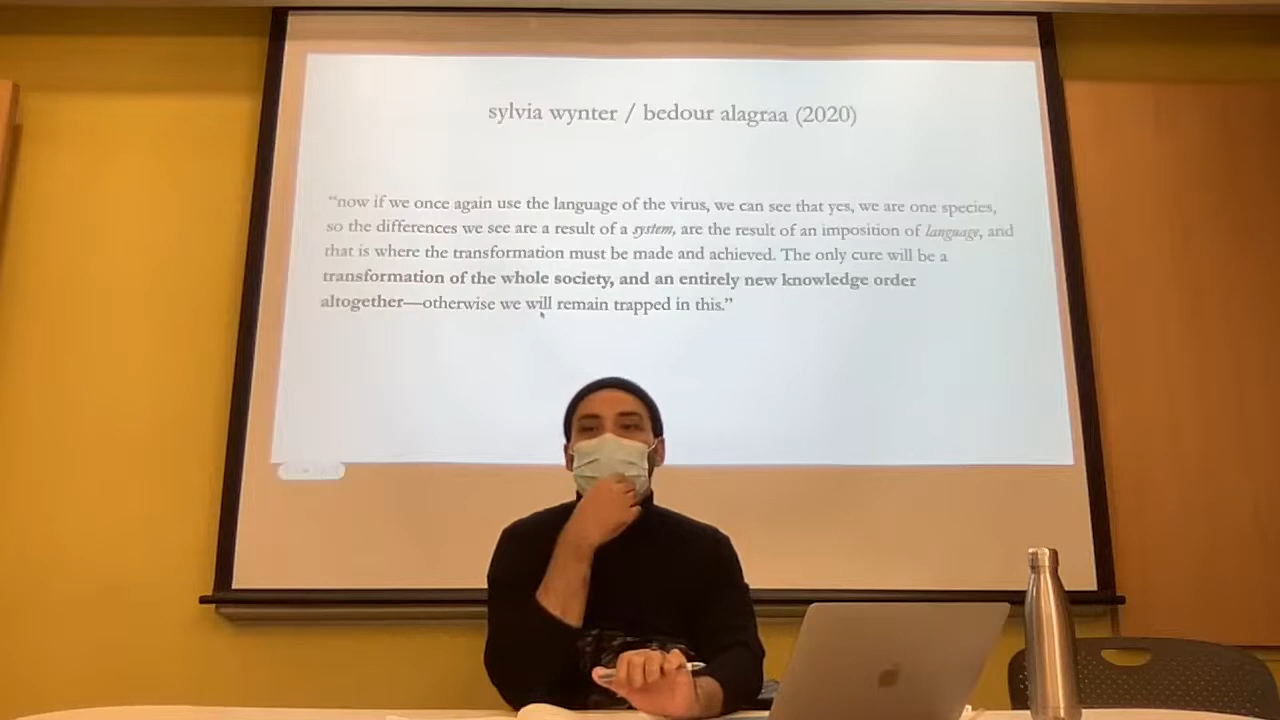 sylvia wynter / bedour alagraa (2020)
“now if we once again use the language of the virus, we can see that yes, we are one species,
so the differences we see are a result of a system, are the result of an imposition of language, and
that is where the transformation must be made and achieved. The only cure will be a
transformation of the whole society, and an entirely new knowledge order
altogether—otherwise we will remain trapped in this.”